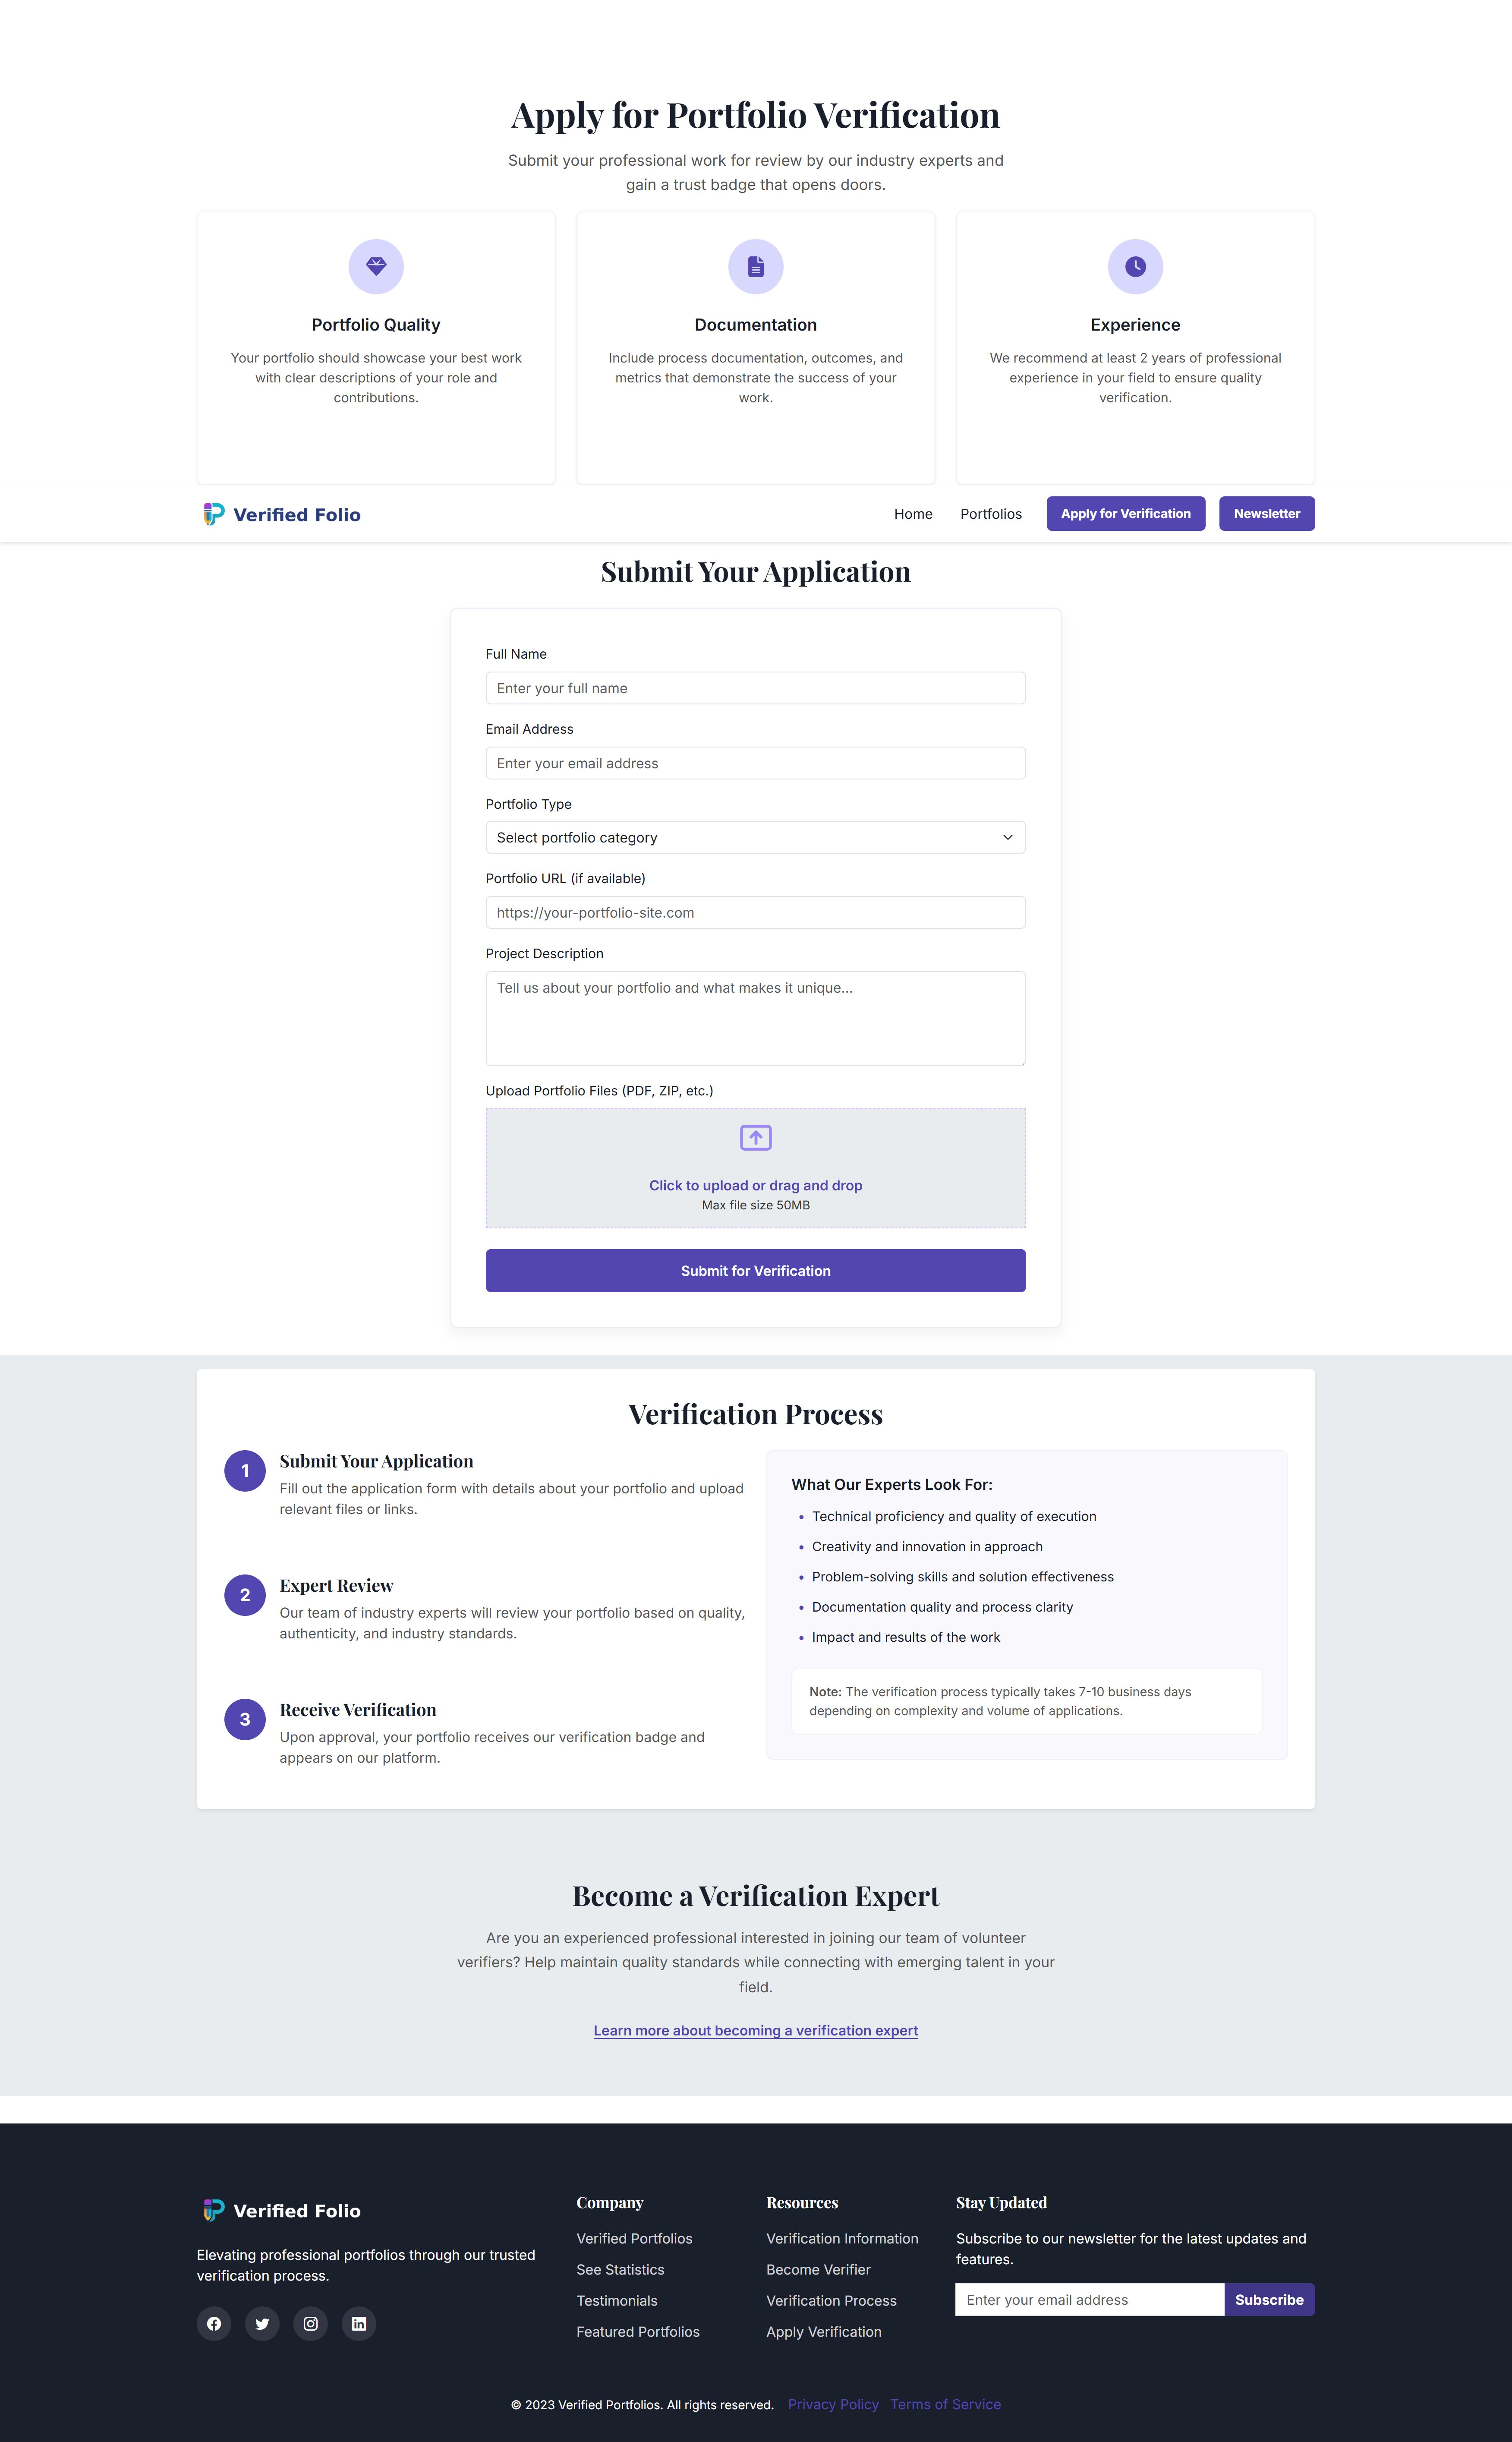 Apply for Portfolio Verification
Submit your professional work for review by our industry experts and
gain a trust badge that opens doors.
Portfolio Quality
Your portfolio should showcase your best work
with clear descriptions of your role and
contributions.
Documentation
Include process documentation, outcomes, and
metrics that demonstrate the success of your
work.
Experience
We recommend at least 2 years of professional
experience in your field to ensure quality
verification.
Verified Folio
Home
Portfolios
Apply for Verification
Newsletter
Submit Your Application
Full Name
Enter your full name
Email Address
Enter your email address
Portfolio Type
Select portfolio category
Portfolio URL (if available)
https://your-portfolio-site.com
Project Description
Tell us about your portfolio and what makes it unique...
Upload Portfolio Files (PDF, ZIP, etc.)
Click to upload or drag and drop
Max file size 50MB
Submit for Verification
Verification Process
1
Submit Your Application
Fill out the application form with details about your portfolio and upload
relevant files or links.
2
Expert Review
Our team of industry experts will review your portfolio based on quality,
authenticity, and industry standards.
3
Receive Verification
Upon approval, your portfolio receives our verification badge and
appears on our platform.
What Our Experts Look For:
• Technical proficiency and quality of execution
• Creativity and innovation in approach
• Problem-solving skills and solution effectiveness
• Documentation quality and process clarity
• Impact and results of the work
Note: The verification process typically takes 7-10 business days
depending on complexity and volume of applications.
Become a Verification Expert
Are you an experienced professional interested in joining our team of volunteer
verifiers? Help maintain quality standards while connecting with emerging talent in your
field.
Learn more about becoming a verification expert
Verified Folio
Elevating professional portfolios through our trusted
verification process.
Company
Verified Portfolios
See Statistics
Testimonials
Featured Portfolios
Resources
Verification Information
Become Verifier
Verification Process
Apply Verification
Stay Updated
Subscribe to our newsletter for the latest updates and
features.
Enter your email address
Subscribe
© 2023 Verified Portfolios. All rights reserved. Privacy Policy Terms of Service